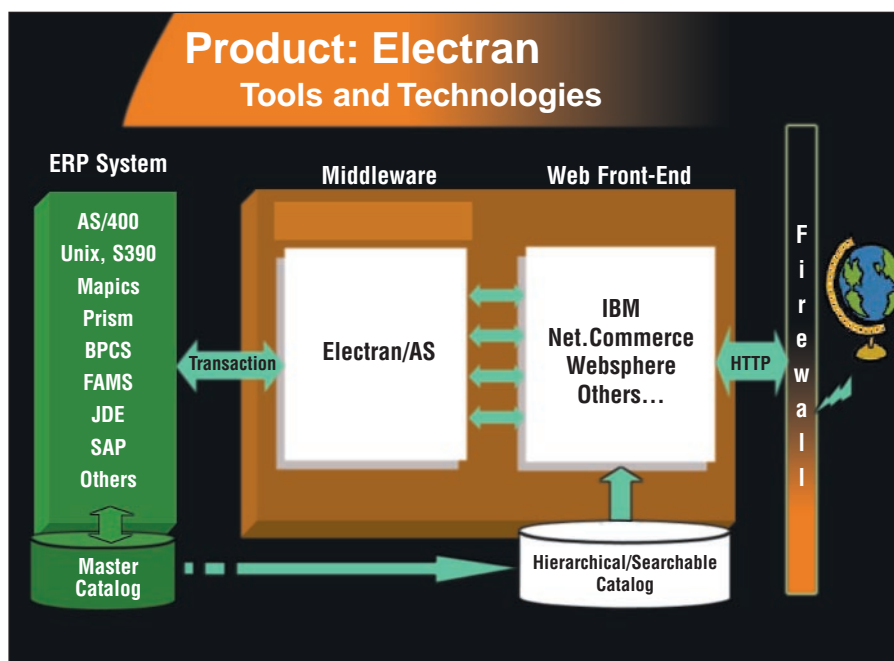 Product: Electran
Tools and Technologies
ERP System
Middleware
Web Front-End
AS/400
Unix, S390
Mapics
Prism
BPCS
FAMS
JDE
SAP
Others
Transaction
Electran/AS
IBM
Net.Commerce
Websphere
Others…
HTTP
Firewall
Master
Catalog
Hierarchical/Searchable
Catalog